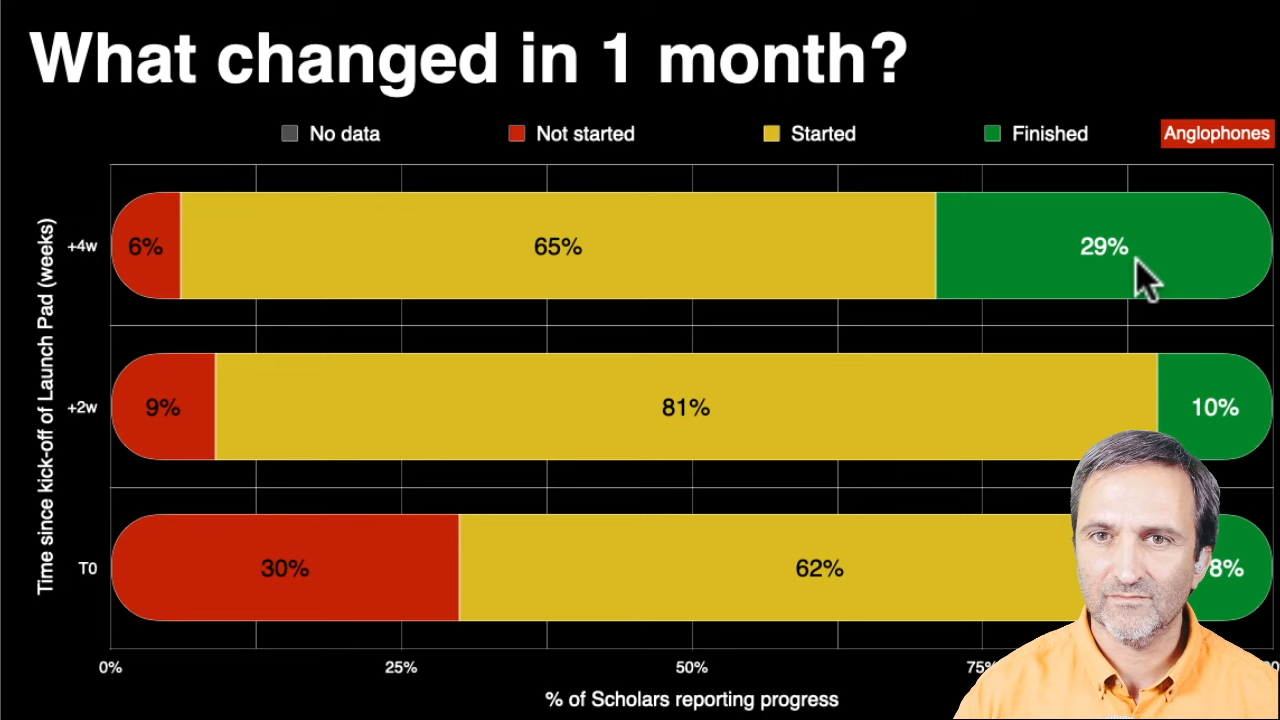 What changed in 1 month?
No data
Not started
Started
Finished
Anglophones
Time since kick-off of Launch Pad (weeks)
+4w
6%
65%
29%
+2w
9%
81%
10%
T0
30%
62%
8%
0%
25%
50%
% of Scholars reporting progress